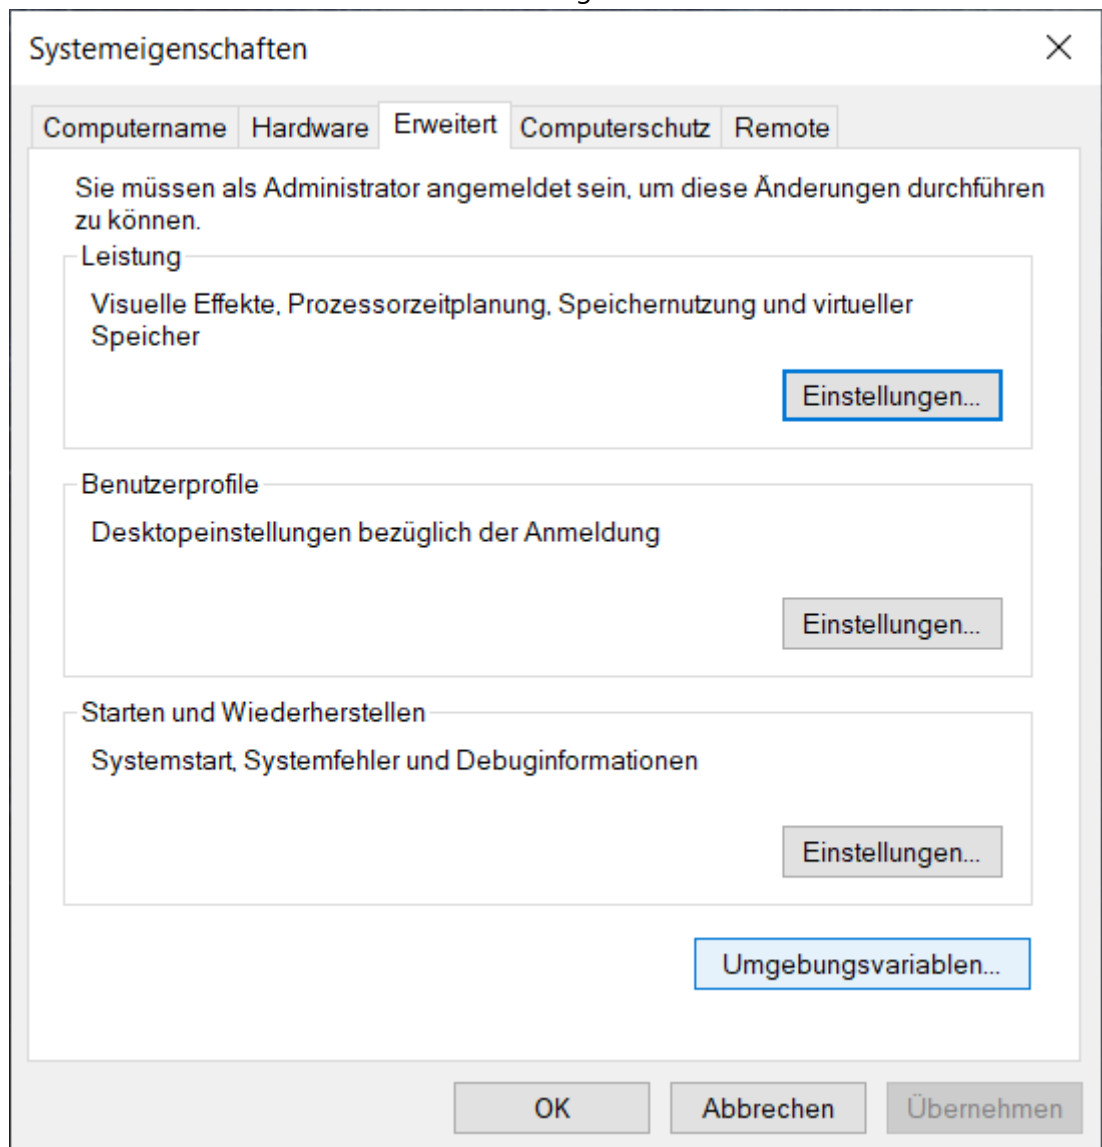 Systemeigenschaften
Computername Hardware Erweitert Computerschutz Remote
Sie müssen als Administrator angemeldet sein, um diese Änderungen durchführen
zu können.
Leistung
Visuelle Effekte, Prozessorzeitplanung, Speichernutzung und virtueller
Speicher
Einstellungen...
Benutzerprofile
Desktopeinstellungen bezüglich der Anmeldung
Einstellungen...
Starten und Wiederherstellen
Systemstart, Systemfehler und Debuginformationen
Einstellungen...
Umgebungsvariablen...
OK Abbrechen Übernehmen